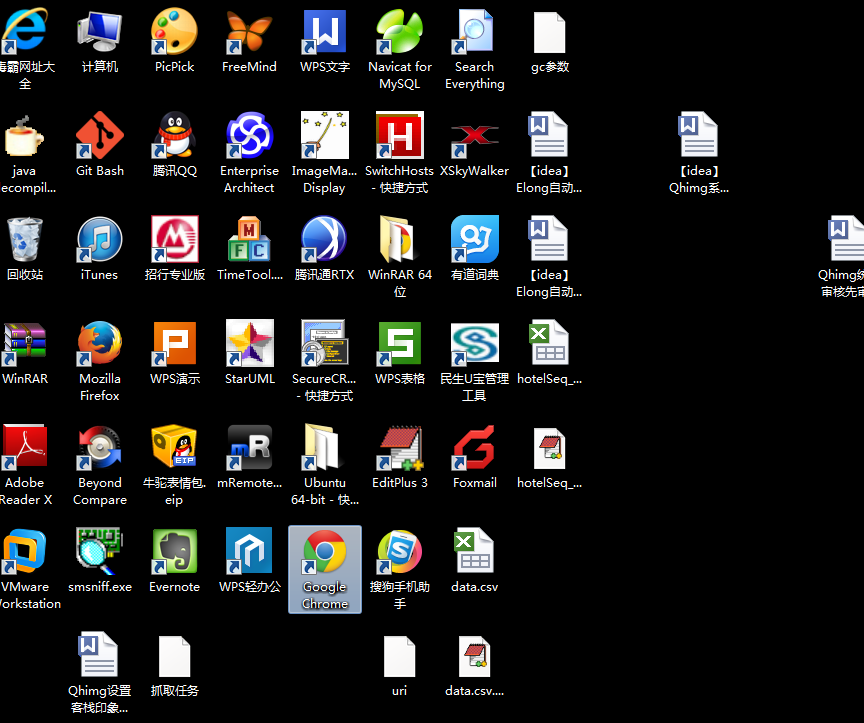 毒霸网址大
全
计算机
PicPick
FreeMind
WPS文字
Navicat for
MySQL
Search
Everything
gc参数
java
ecompil...
Git Bash
腾讯QQ
Enterprise
Architect
ImageMa...
Display
SwitchHosts
- 快捷方式
XSkyWalker
【idea】
Elong自动...
【idea】
Qhimg系...
回收站
iTunes
招行专业版
TimeTool....
腾讯通RTX
WinRAR 64
位
有道词典
【idea】
Elong自动...
Qhimg统
审核先审
WinRAR
Mozilla
Firefox
WPS演示
StarUML
SecureCR...
- 快捷方式
WPS表格
民生U宝管理
工具
hotelSeq_...
Adobe
Reader X
Beyond
Compare
牛驼表情包.
eip
mRemote...
Ubuntu
64-bit - 快...
EditPlus 3
Foxmail
hotelSeq_...
VMware
Workstation
smsniff.exe
Evernote
WPS轻办公
Google
Chrome
搜狗手机助
手
data.csv
Qhimg设置
客栈印象...
抓取任务
uri
data.csv....